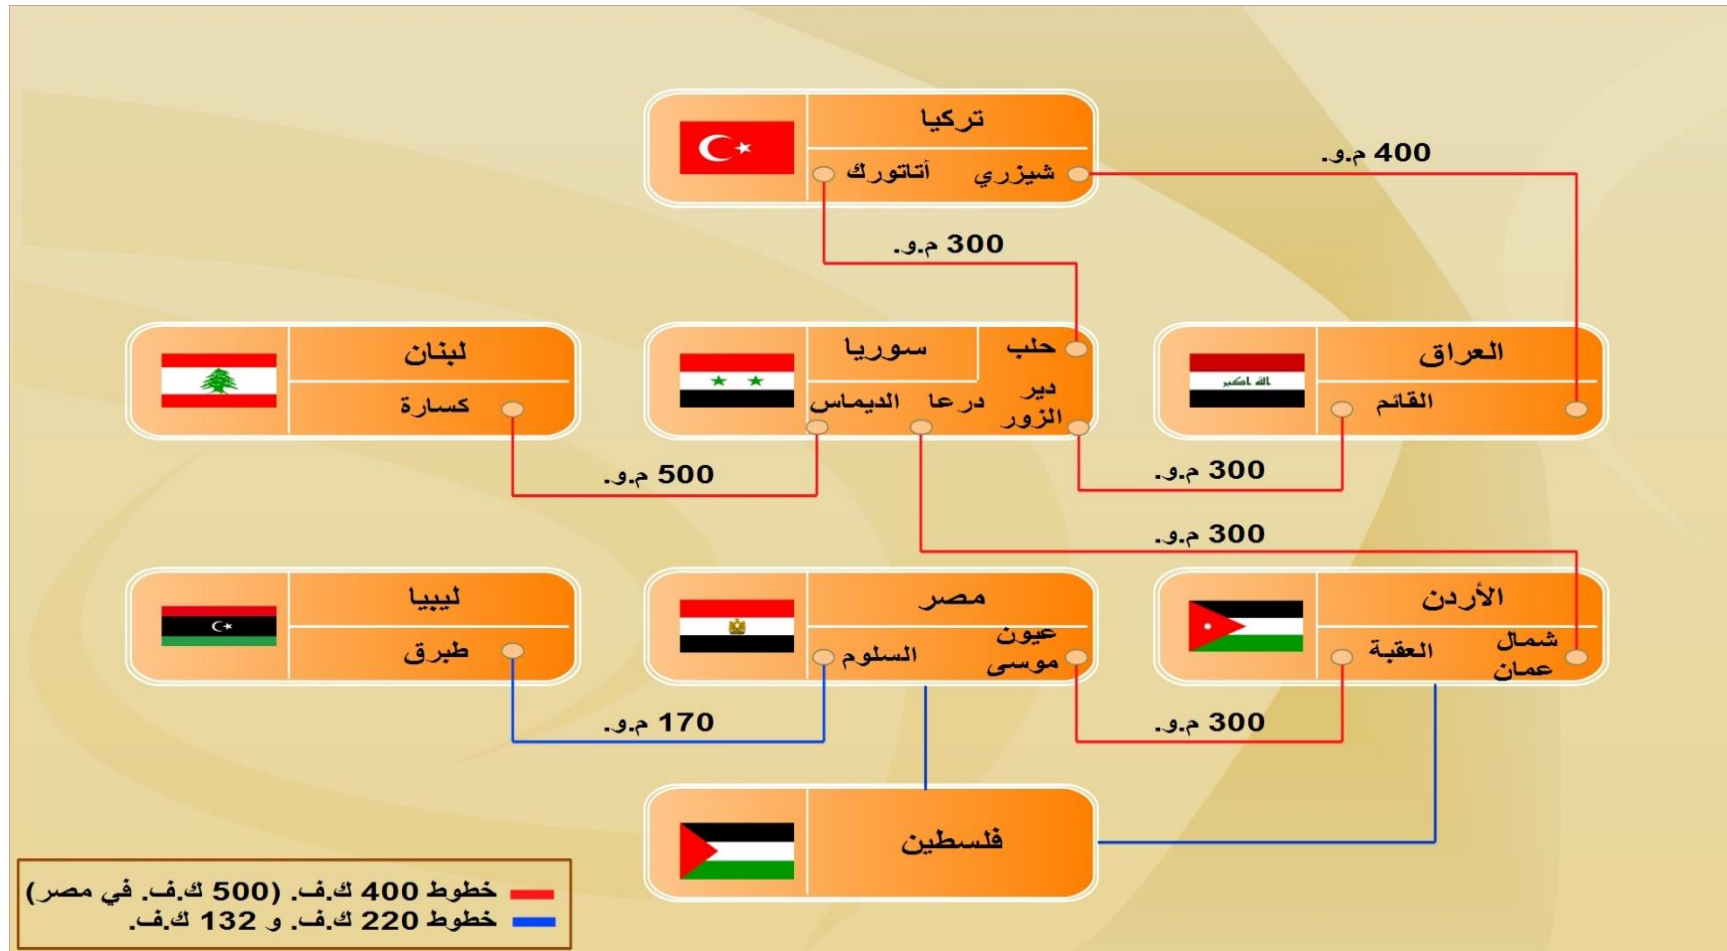 تركيا
شيزري
أتاتورك
400 م.و.
300 م.و.
العراق
القائم
سوريا
حلب
دير
الزور
درعا
الديماس
لبنان
كسارة
300 م.و.
500 م.و.
300 م.و.
الأردن
شمال
عمان
العقبة
مصر
عيون
موسى
السلوم
ليبيا
طبرق
300 م.و.
170 م.و.
فلسطين
خطوط 400 ك.ف. (500 ك.ف. في مصر)
خطوط 220 ك.ف. و 132 ك.ف.
الله اكبر